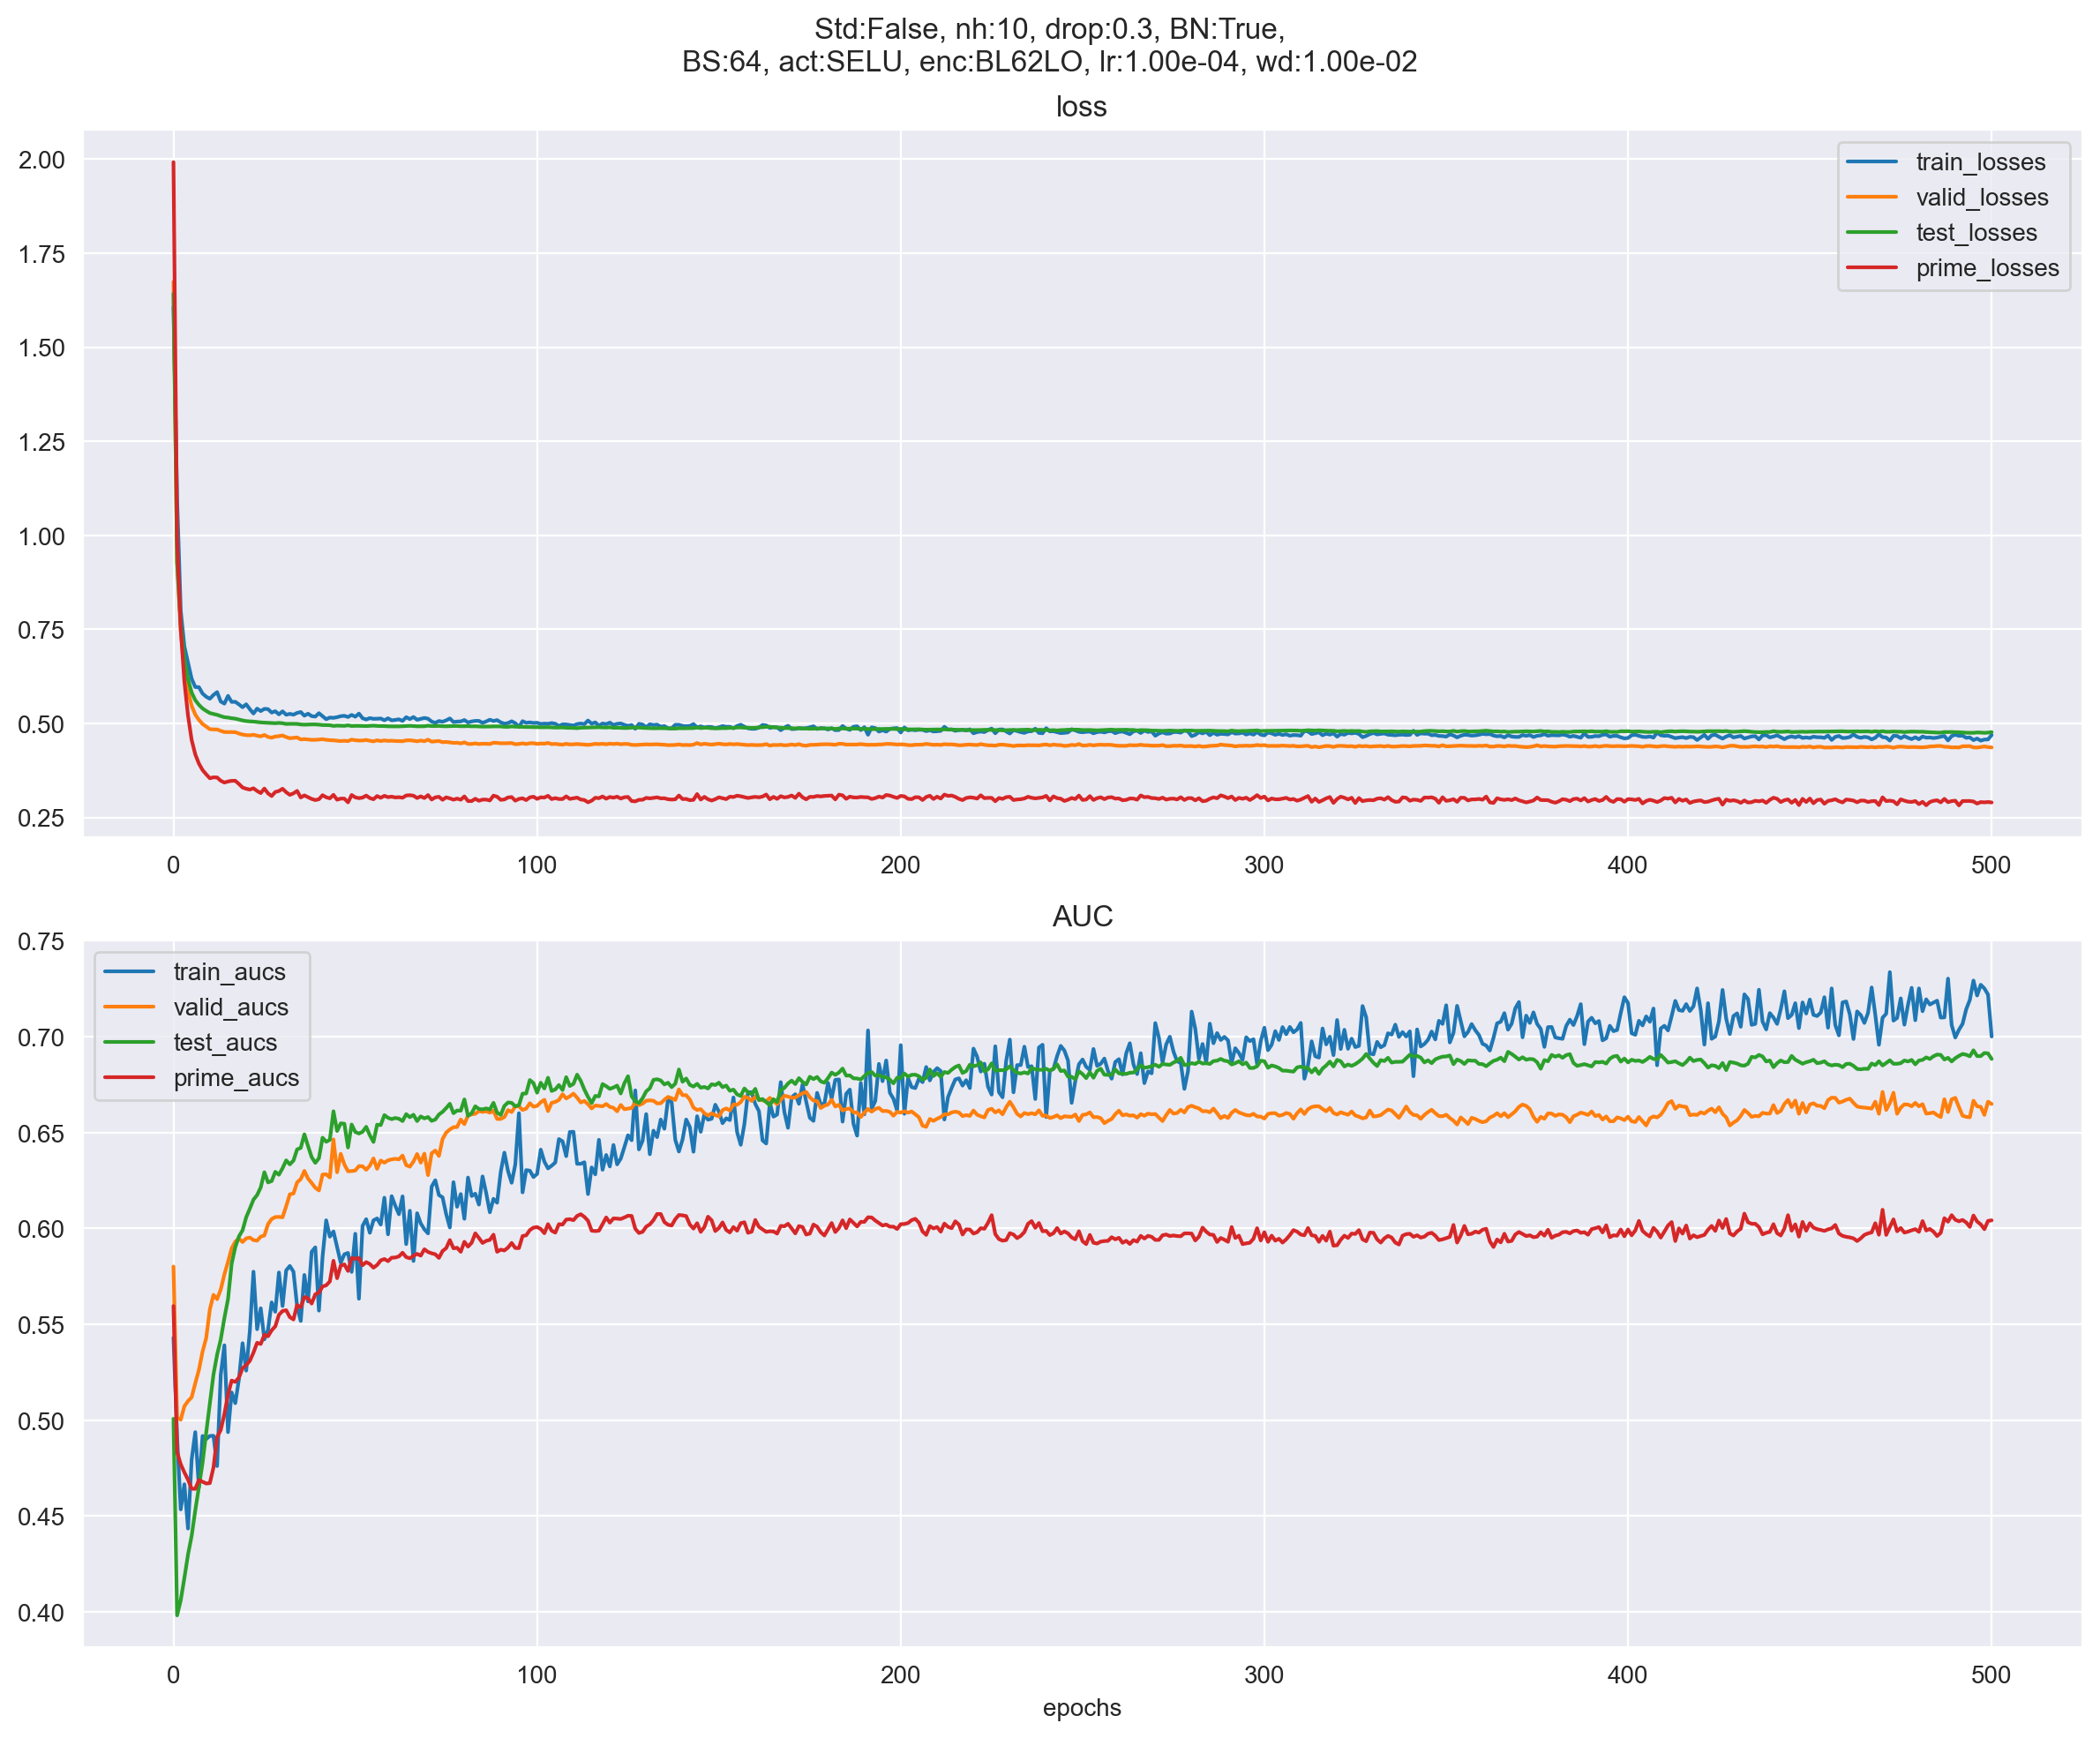 Std:False, nh:10, drop:0.3, BN:True,
BS:64, act:SELU, enc:BL62LO, lr:1.00e-04, wd:1.00e-02
loss
2.00
1.75
1.50
1.25
1.00
0.75
0.50
0.25
train_losses
valid_losses
test_losses
prime_losses
0 100 200 300 400 500
AUC
0.75
0.70
0.65
0.60
0.55
0.50
0.45
0.40
train_aucs
valid_aucs
test_aucs
prime_aucs
0 100 200 300 400 500
epochs